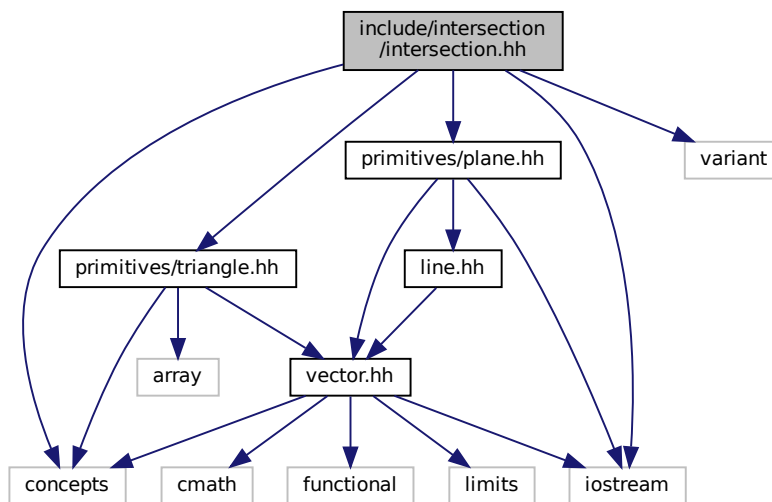 include/intersection
/intersection.hh
primitives/plane.hh
variant
primitives/triangle.hh
line.hh
array
vector.hh
concepts
cmath
functional
limits
iostream